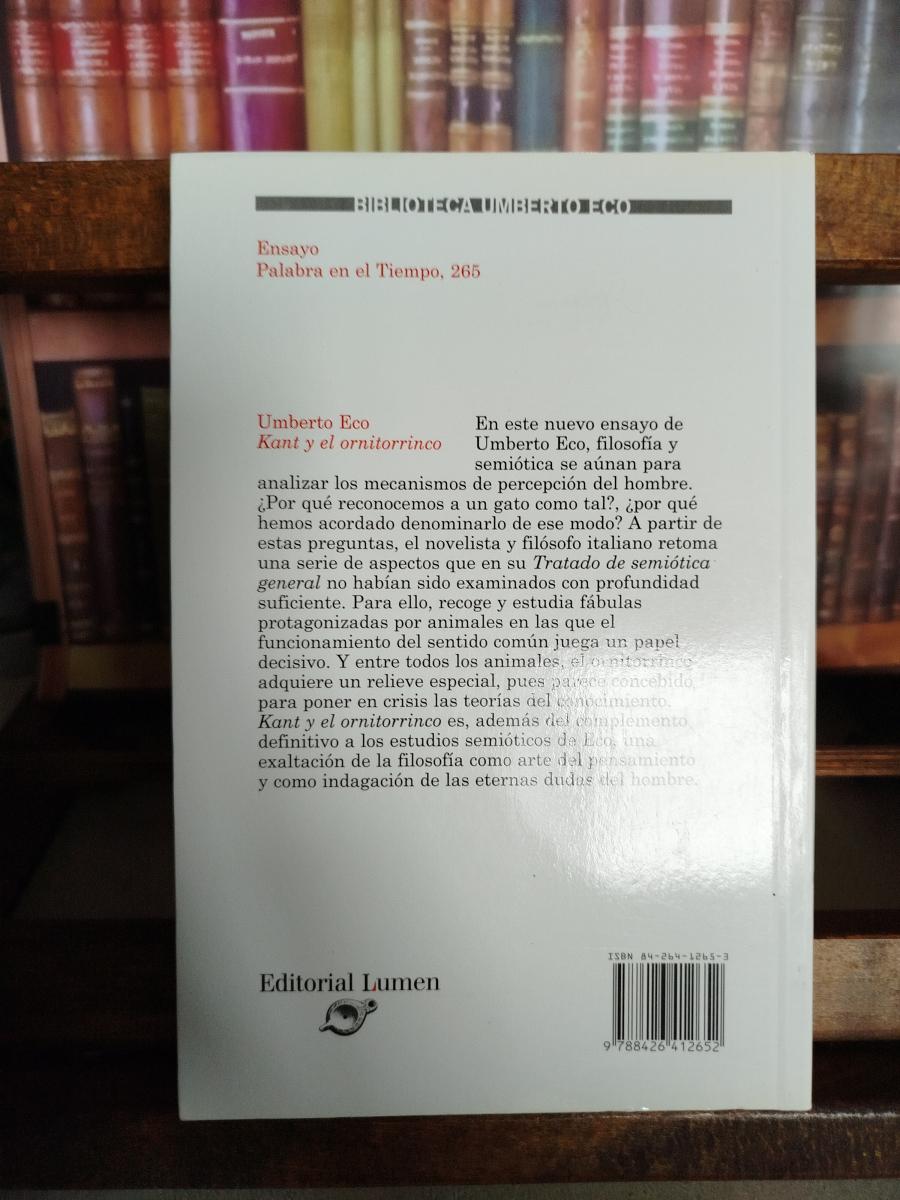 BIBLIOTECA UMBERTO ECO
Ensayo
Palabra en el Tiempo, 265
Umberto Eco
Kant y el ornitorrinco
En este nuevo ensayo de
Umberto Eco, filosofía y
semiótica se aúnan para
analizar los mecanismos de percepción del hombre.
¿Por qué reconocemos a un gato como tal?, ¿por qué
hemos acordado denominarlo de ese modo? A partir de
estas preguntas, el novelista y filósofo italiano retoma
una serie de aspectos que en su Tratado de semiótica
general no habían sido examinados con profundidad
suficiente. Para ello, recoge y estudia fábulas
protagonizadas por animales en las que el
funcionamiento del sentido común juega un papel
decisivo. Y entre todos los animales, el ornitorrinco
adquiere un relieve especial, pues parece concebido
para poner en crisis las teorías del conocimiento.
Kant y el ornitorrinco es, además del complemento
definitivo a los estudios semióticos de Eco, una
exaltación de la filosofía como arte del pensamiento
y como indagación de las eternas dudas del hombre.
Editorial Lumen
ISBN 84-264-1265-3
9 788426 412652